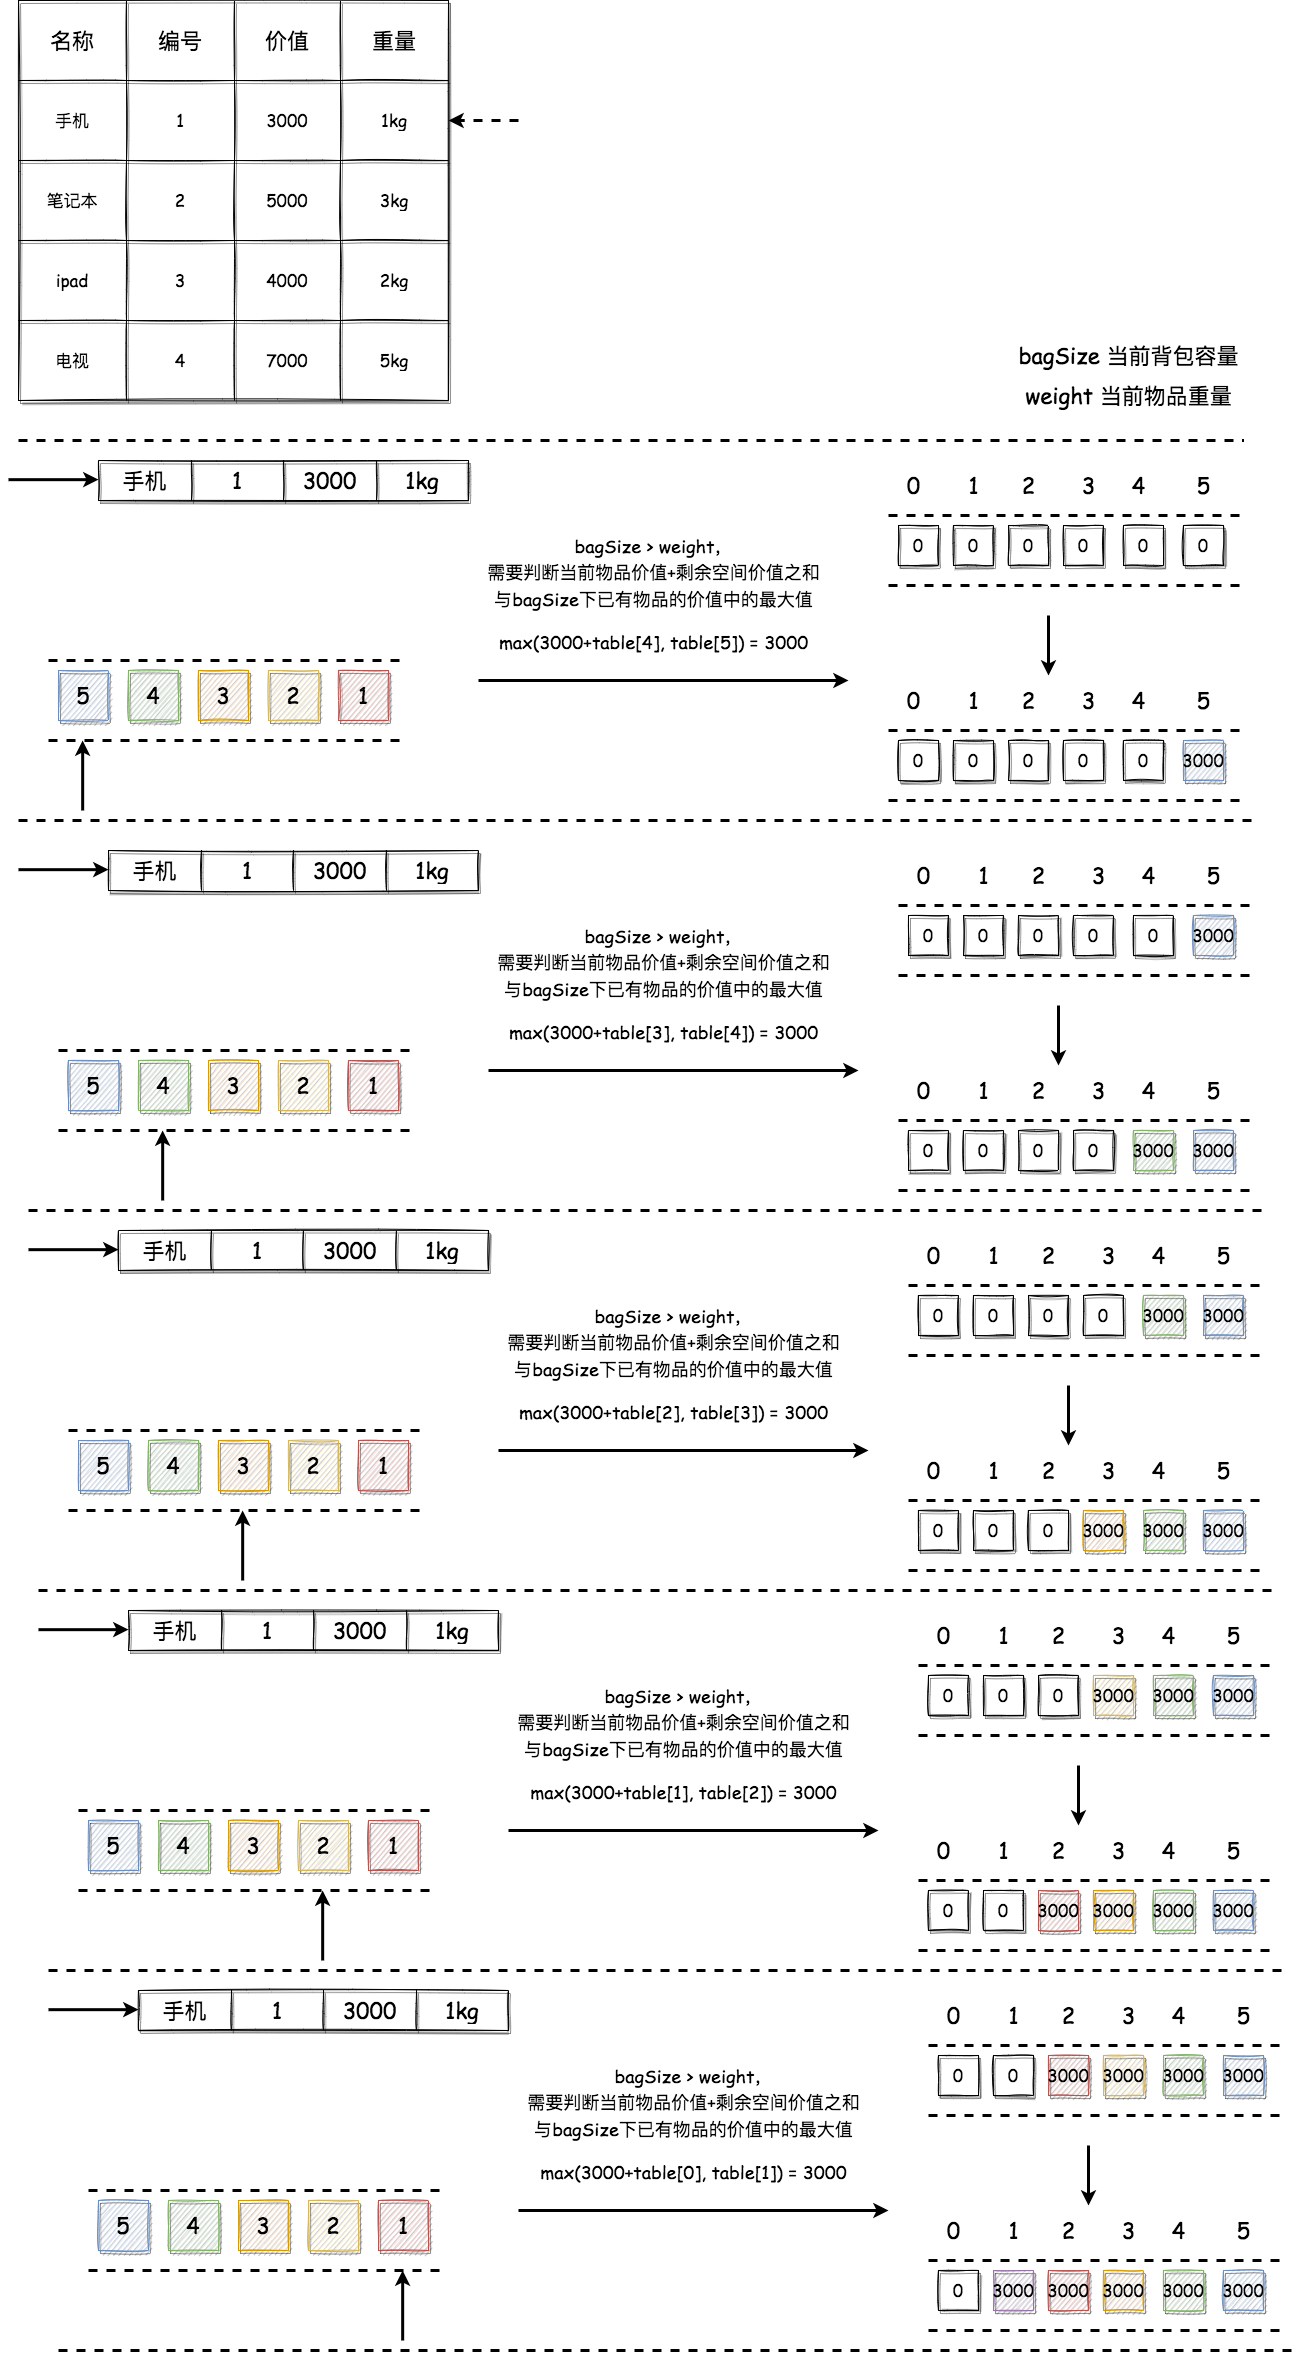 名称 编号 价值 重量
手机 1 3000 1kg
笔记本 2 5000 3kg
ipad 3 4000 2kg
电视 4 7000 5kg
bagSize 当前背包容量
weight 当前物品重量
手机 1 3000 1kg
0 1 2 3 4 5
0 0 0 0 0 0
bagSize > weight,
需要判断当前物品价值+剩余空间价值之和
与bagSize下已有物品的价值中的最大值
max(3000+table[4], table[5]) = 3000
5 4 3 2 1
0 1 2 3 4 5
0 0 0 0 0 3000
手机 1 3000 1kg
0 1 2 3 4 5
0 0 0 0 0 3000
bagSize > weight,
需要判断当前物品价值+剩余空间价值之和
与bagSize下已有物品的价值中的最大值
max(3000+table[3], table[4]) = 3000
5 4 3 2 1
0 1 2 3 4 5
0 0 0 0 3000 3000
手机 1 3000 1kg
0 1 2 3 4 5
0 0 0 0 3000 3000
bagSize > weight,
需要判断当前物品价值+剩余空间价值之和
与bagSize下已有物品的价值中的最大值
max(3000+table[2], table[3]) = 3000
5 4 3 2 1
0 1 2 3 4 5
0 0 0 3000 3000 3000
手机 1 3000 1kg
0 1 2 3 4 5
0 0 0 3000 3000 3000
bagSize > weight,
需要判断当前物品价值+剩余空间价值之和
与bagSize下已有物品的价值中的最大值
max(3000+table[1], table[2]) = 3000
5 4 3 2 1
0 1 2 3 4 5
0 0 3000 3000 3000 3000
手机 1 3000 1kg
0 1 2 3 4 5
0 0 3000 3000 3000 3000
bagSize > weight,
需要判断当前物品价值+剩余空间价值之和
与bagSize下已有物品的价值中的最大值
max(3000+table[0], table[1]) = 3000
5 4 3 2 1
0 1 2 3 4 5
0 3000 3000 3000 3000 3000